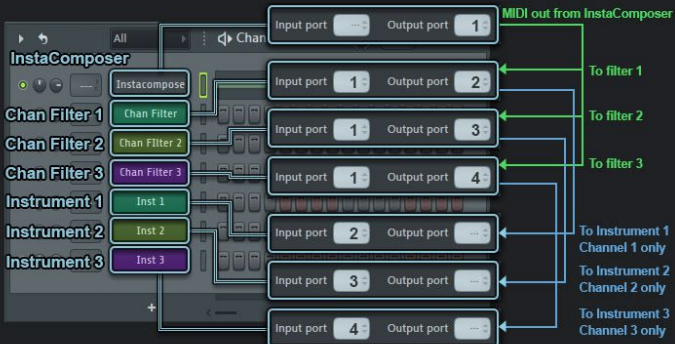 Input port --- Output port 1 MIDI out from InstaComposer
All Chan
InstaComposer
--- Instacompose
Input port 1 Output port 2 To filter 1
Chan Filter 1 Chan Filter
Input port 1 Output port 3 To filter 2
Chan Filter 2 Chan FIlter 2
Chan Filter 3 Chan Filter 3
Input port 1 Output port 4 To filter 3
Instrument 1 Inst 1
Input port 2 Output port --- To Instrument 1
Channel 1 only
Instrument 2 Inst 2
Instrument 3 Inst 3
Input port 3 Output port --- To Instrument 2
Channel 2 only
Input port 4 Output port --- To Instrument 3
Channel 3 only
+